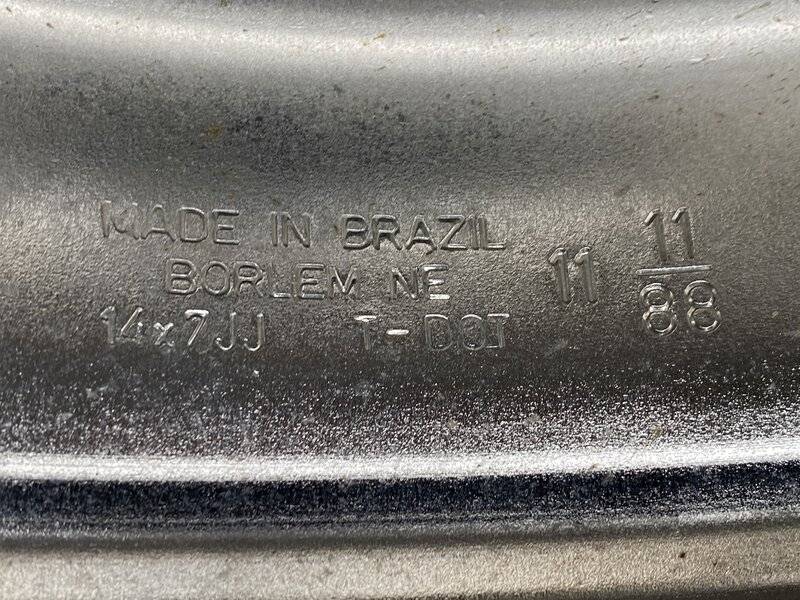 MADE IN BRAZIL
BORLEM NE 11 11/88
14x7JJ T-DOT